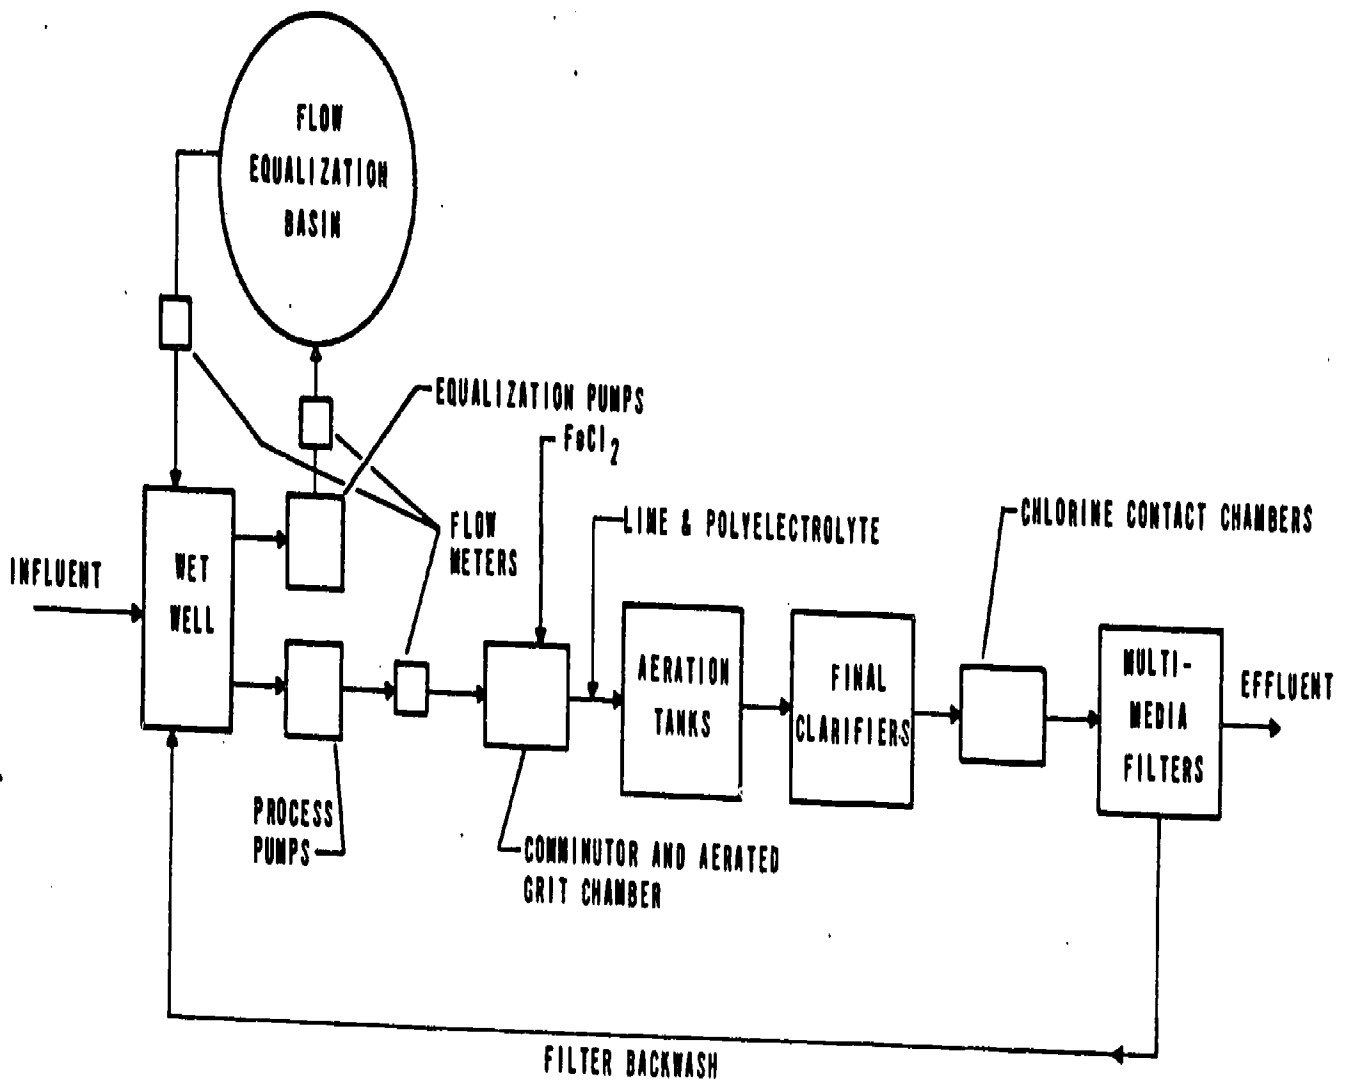 FLOW
EQUALIZATION
BASIN
EQUALIZATION PUMPS
FeCl2
LIME & POLYELECTROLYTE
CHLORINE CONTACT CHAMBERS
FLOW
METERS
INFLUENT
WET
WELL
AERATION
TANKS
FINAL
CLARIFIERS
MULTI-
MEDIA
FILTERS
EFFLUENT
PROCESS
PUMPS
COMMINUTOR AND AERATED
GRIT CHAMBER
FILTER BACKWASH